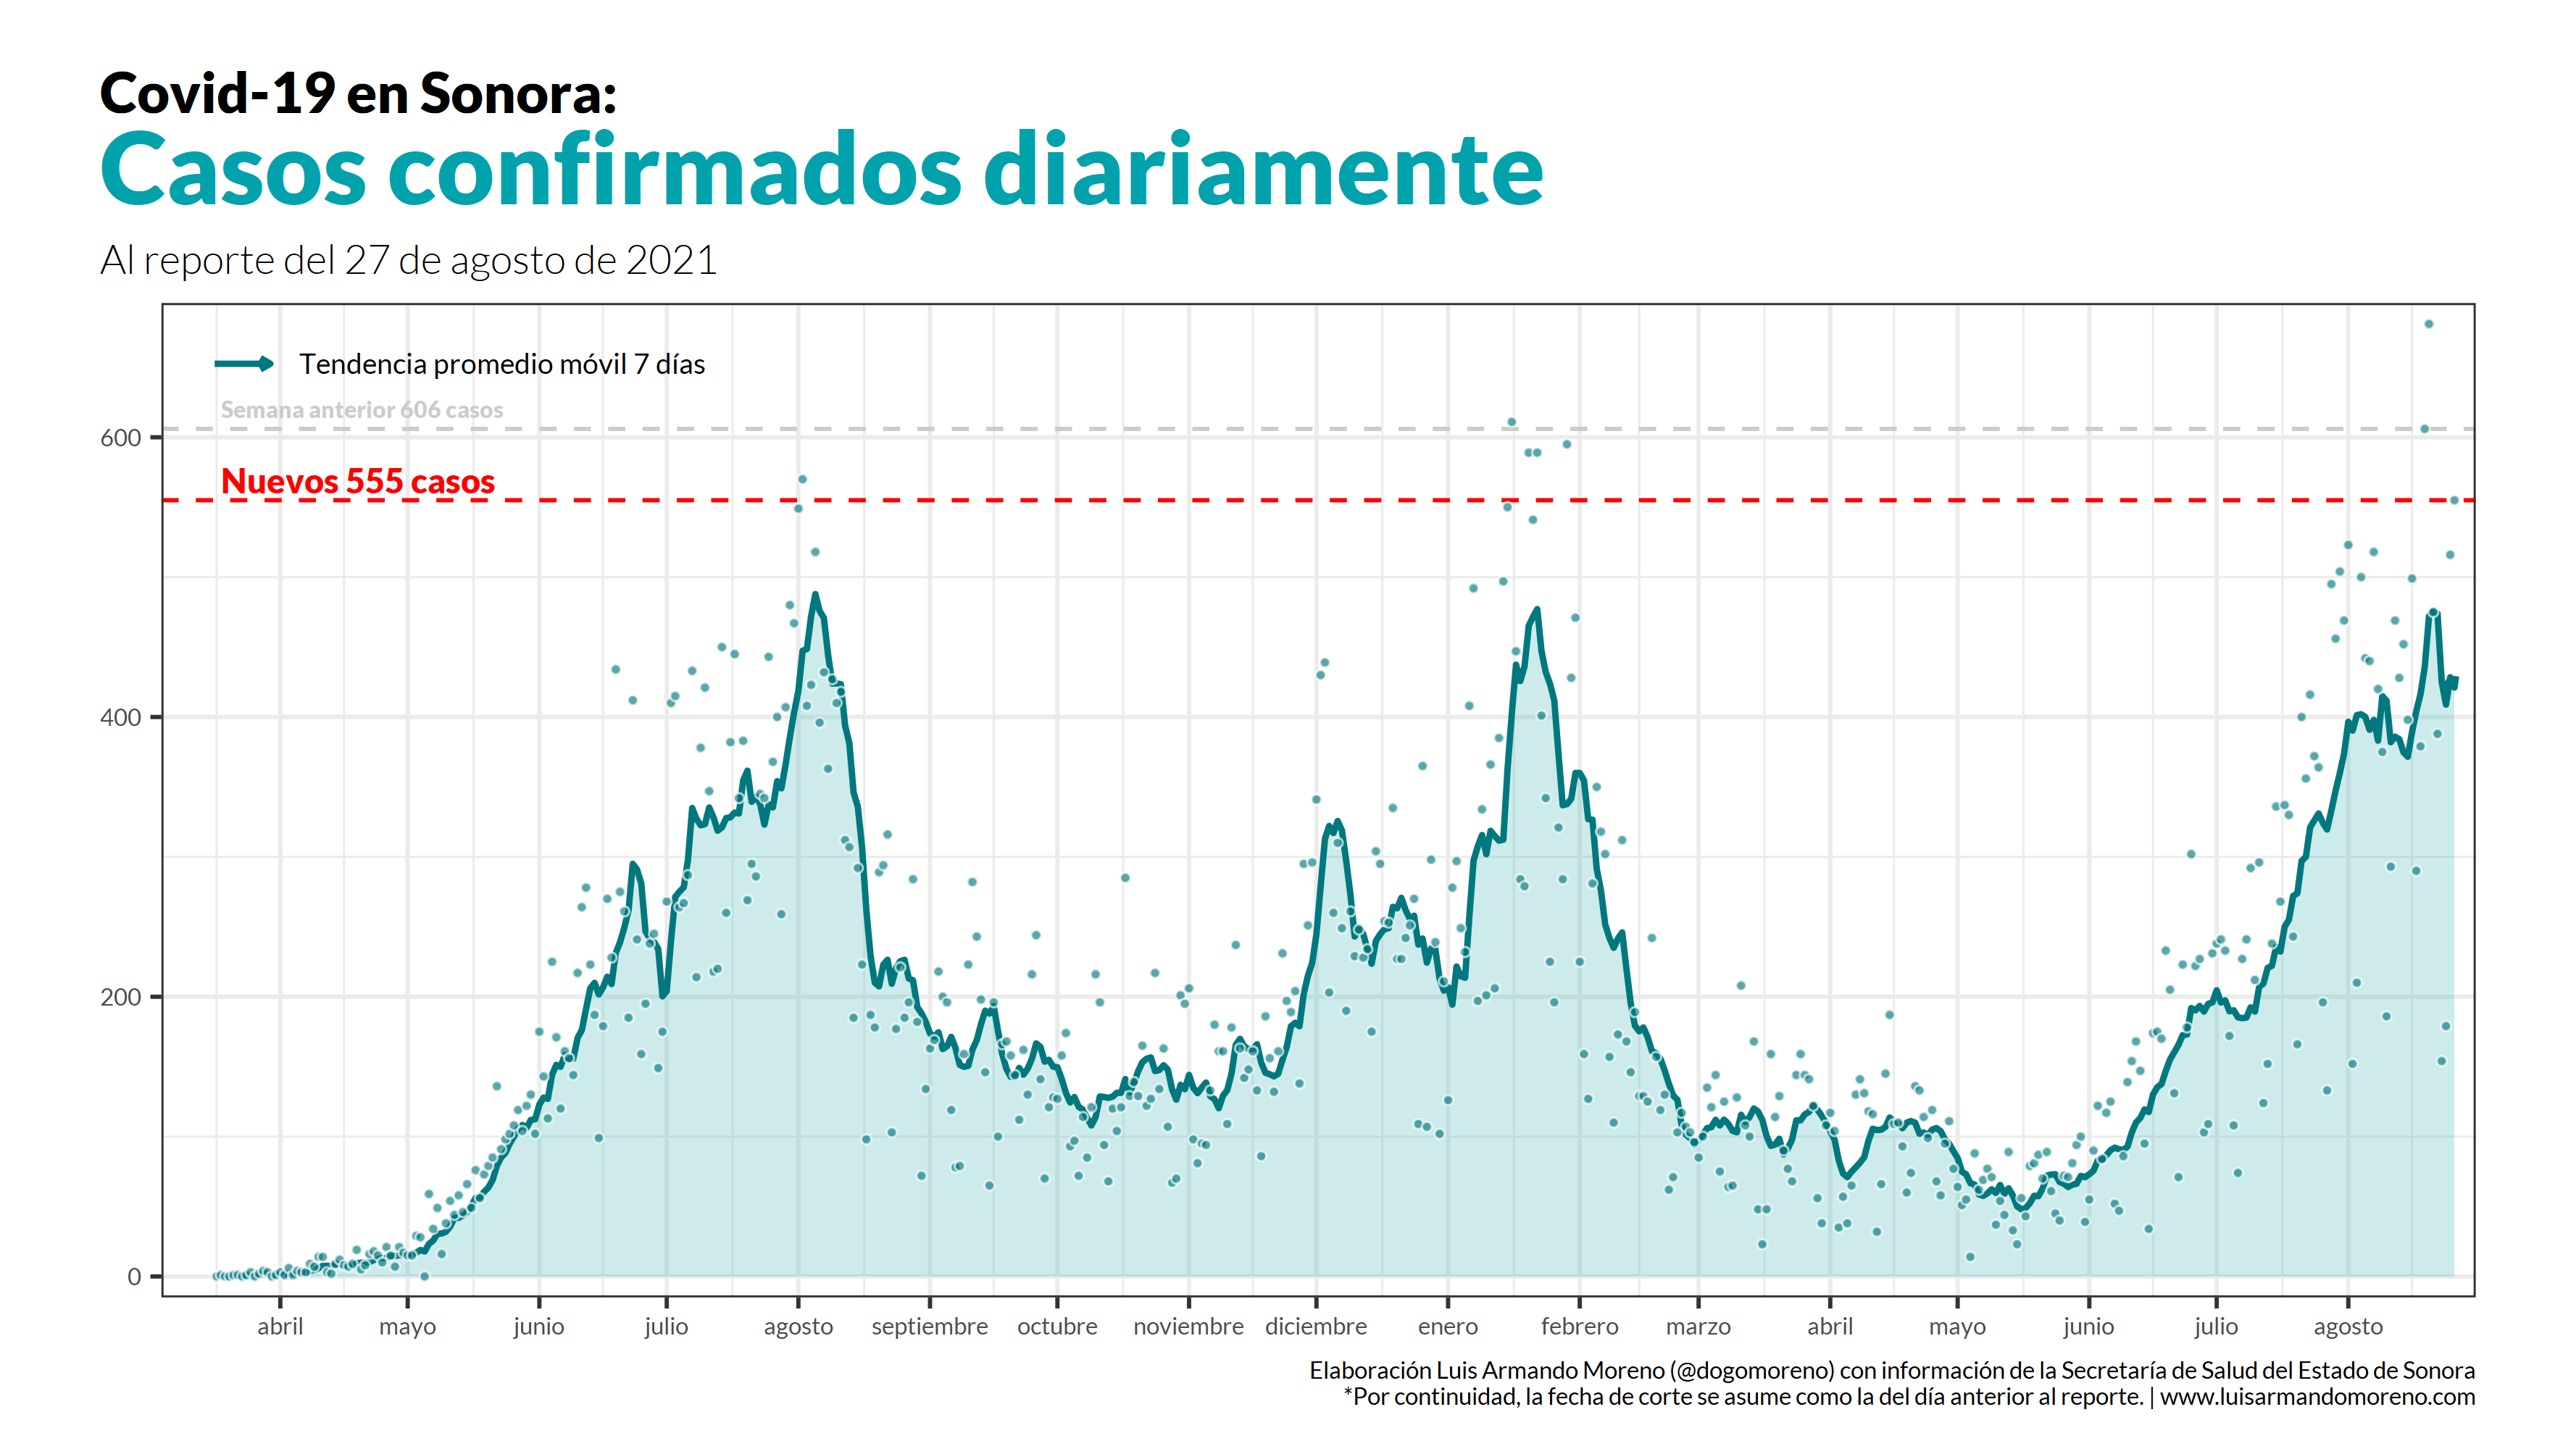 Covid-19 en Sonora:
Casos confirmados diariamente
Al reporte del 27 de agosto de 2021
Tendencia promedio móvil 7 días
Semana anterior 606 casos
600
Nuevos 555 casos
400
200
0
abril mayo junio julio agosto septiembre octubre noviembre diciembre enero febrero marzo abril mayo junio julio agosto
Elaboración Luis Armando Moreno (@dogomoreno) con información de la Secretaría de Salud del Estado de Sonora
*Por continuidad, la fecha de corte se asume como la del día anterior al reporte. | www.luisarmandomoreno.com